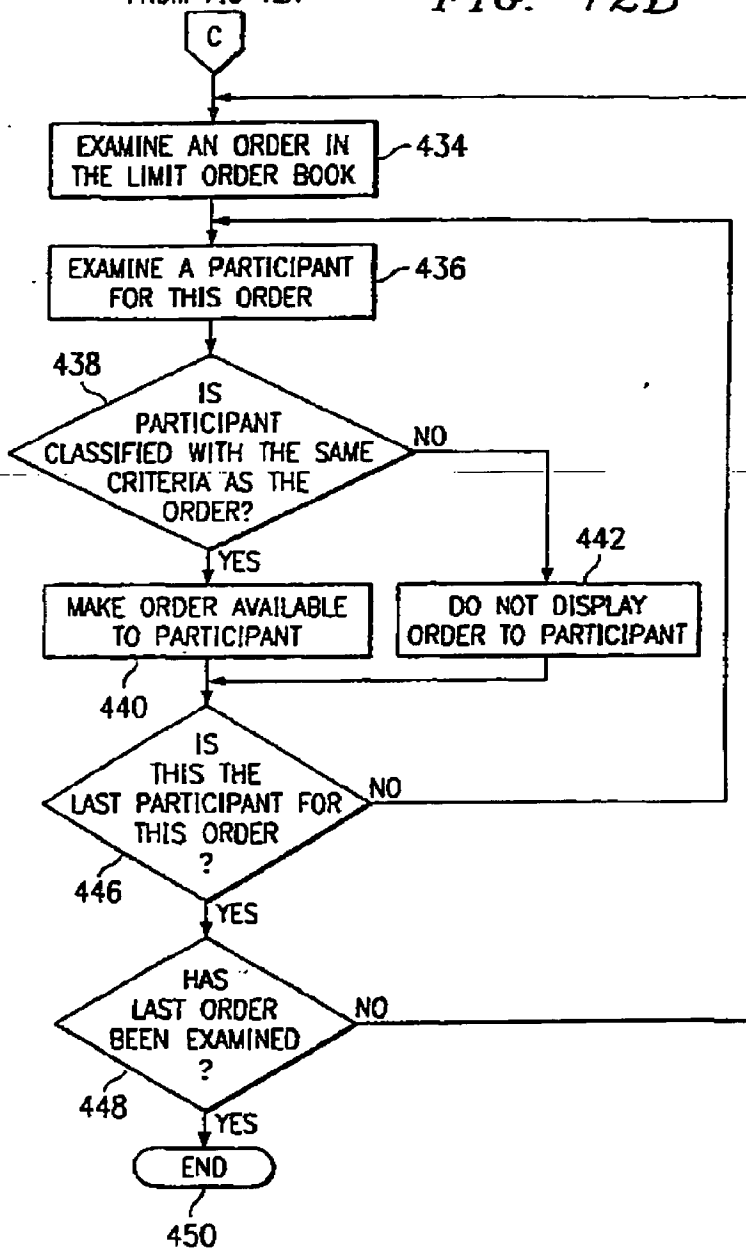 FIG. 12B
C
EXAMINE AN ORDER IN
THE LIMIT ORDER BOOK
434
EXAMINE A PARTICIPANT
FOR THIS ORDER
436
438
IS
PARTICIPANT
CLASSIFIED WITH THE SAME
CRITERIA AS THE
ORDER?
NO
YES
442
MAKE ORDER AVAILABLE
TO PARTICIPANT
440
DO NOT DISPLAY
ORDER TO PARTICIPANT
IS
THIS THE
LAST PARTICIPANT FOR
THIS ORDER
?
NO
446
YES
HAS
LAST ORDER
BEEN EXAMINED
?
NO
448
YES
END
450